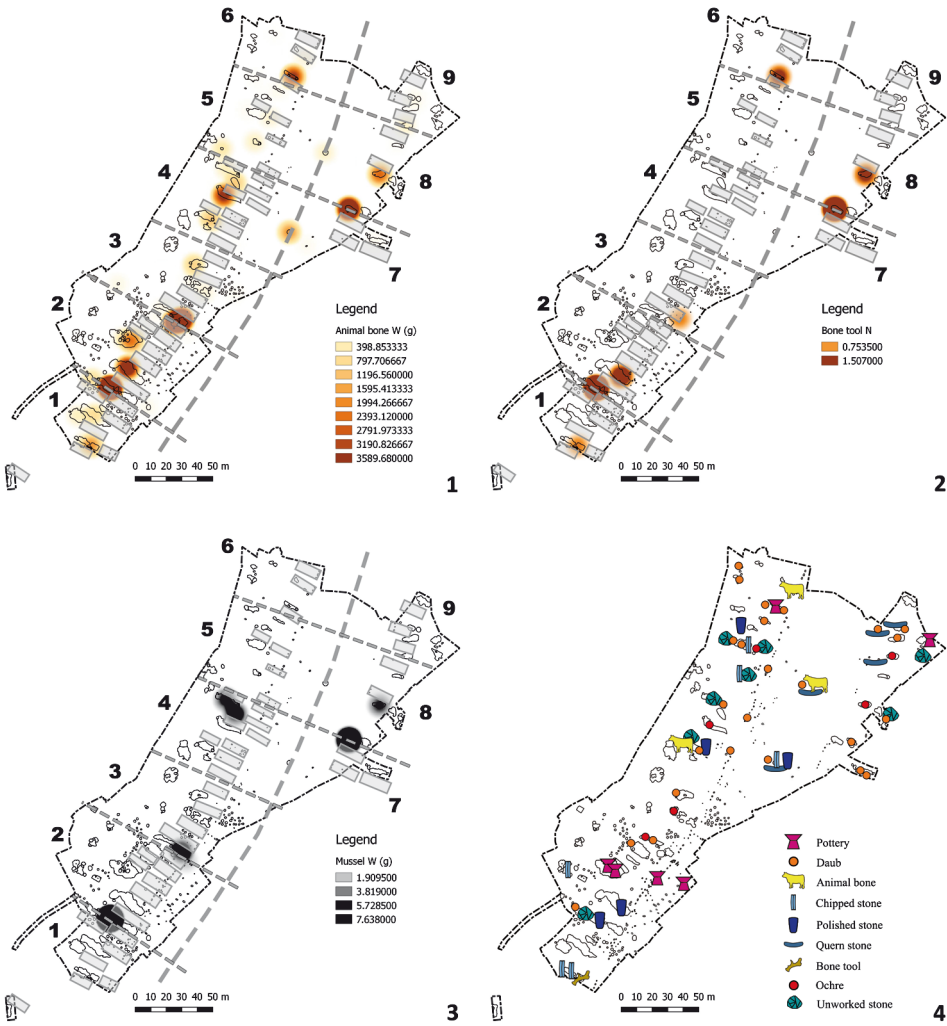 6
9
5
4
8
3
7
2
1
Legend
Animal bone W (g)
398.853333
797.706667
1196.560000
1595.413333
1994.266667
2393.120000
2791.973333
3190.826667
3589.680000
0 10 20 30 40 50 m
1
6
9
5
4
8
3
7
2
1
Legend
Bone tool N
0.753500
1.507000
0 10 20 30 40 50 m
2
6
9
5
4
8
3
7
2
1
Legend
Mussel W (g)
1.909500
3.819000
5.728500
7.638000
0 10 20 30 40 50 m
3
Legend
Pottery
Daub
Animal bone
Chipped stone
Polished stone
Quern stone
Bone tool
Ochre
Unworked stone
0 10 20 30 40 50 m
4